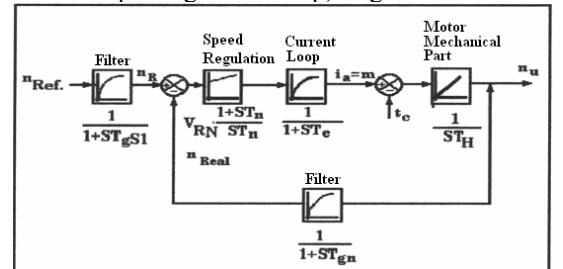 Motor
Speed Current Mechanical
Filter Regulation Loop Part
nRef. nR ia=m nu
1 VRN · 1+STn/STn 1 tc 1
1+STgS1 1+STe STH
nReal
Filter
1
1+STgn